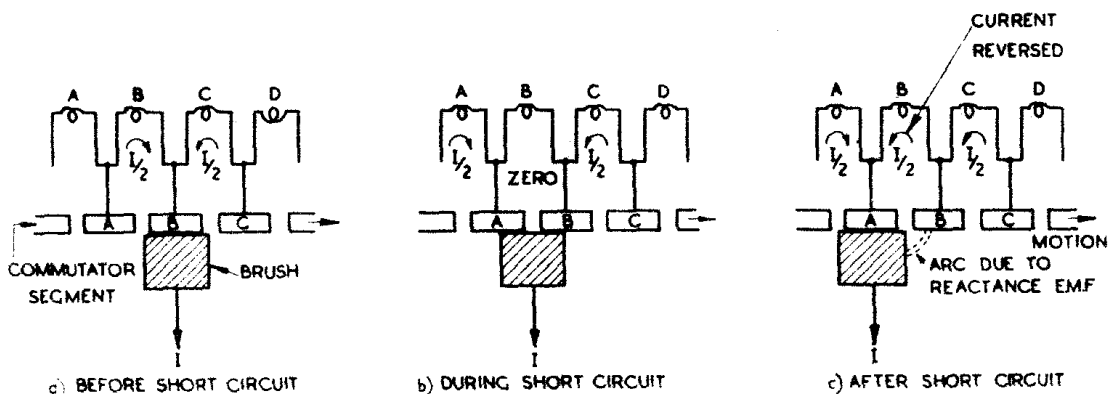 CURRENT
REVERSED
A B C D
A B C D
A B C D
I/2 I/2
I/2 I/2
I/2 I/2 I/2
ZERO
A B C
A B C
A B C
MOTION
COMMUTATOR
SEGMENT
BRUSH
ARC DUE TO
REACTANCE E.M.F
I
I
I
BEFORE SHORT CIRCUIT
b) DURING SHORT CIRCUIT
c) AFTER SHORT CIRCUIT